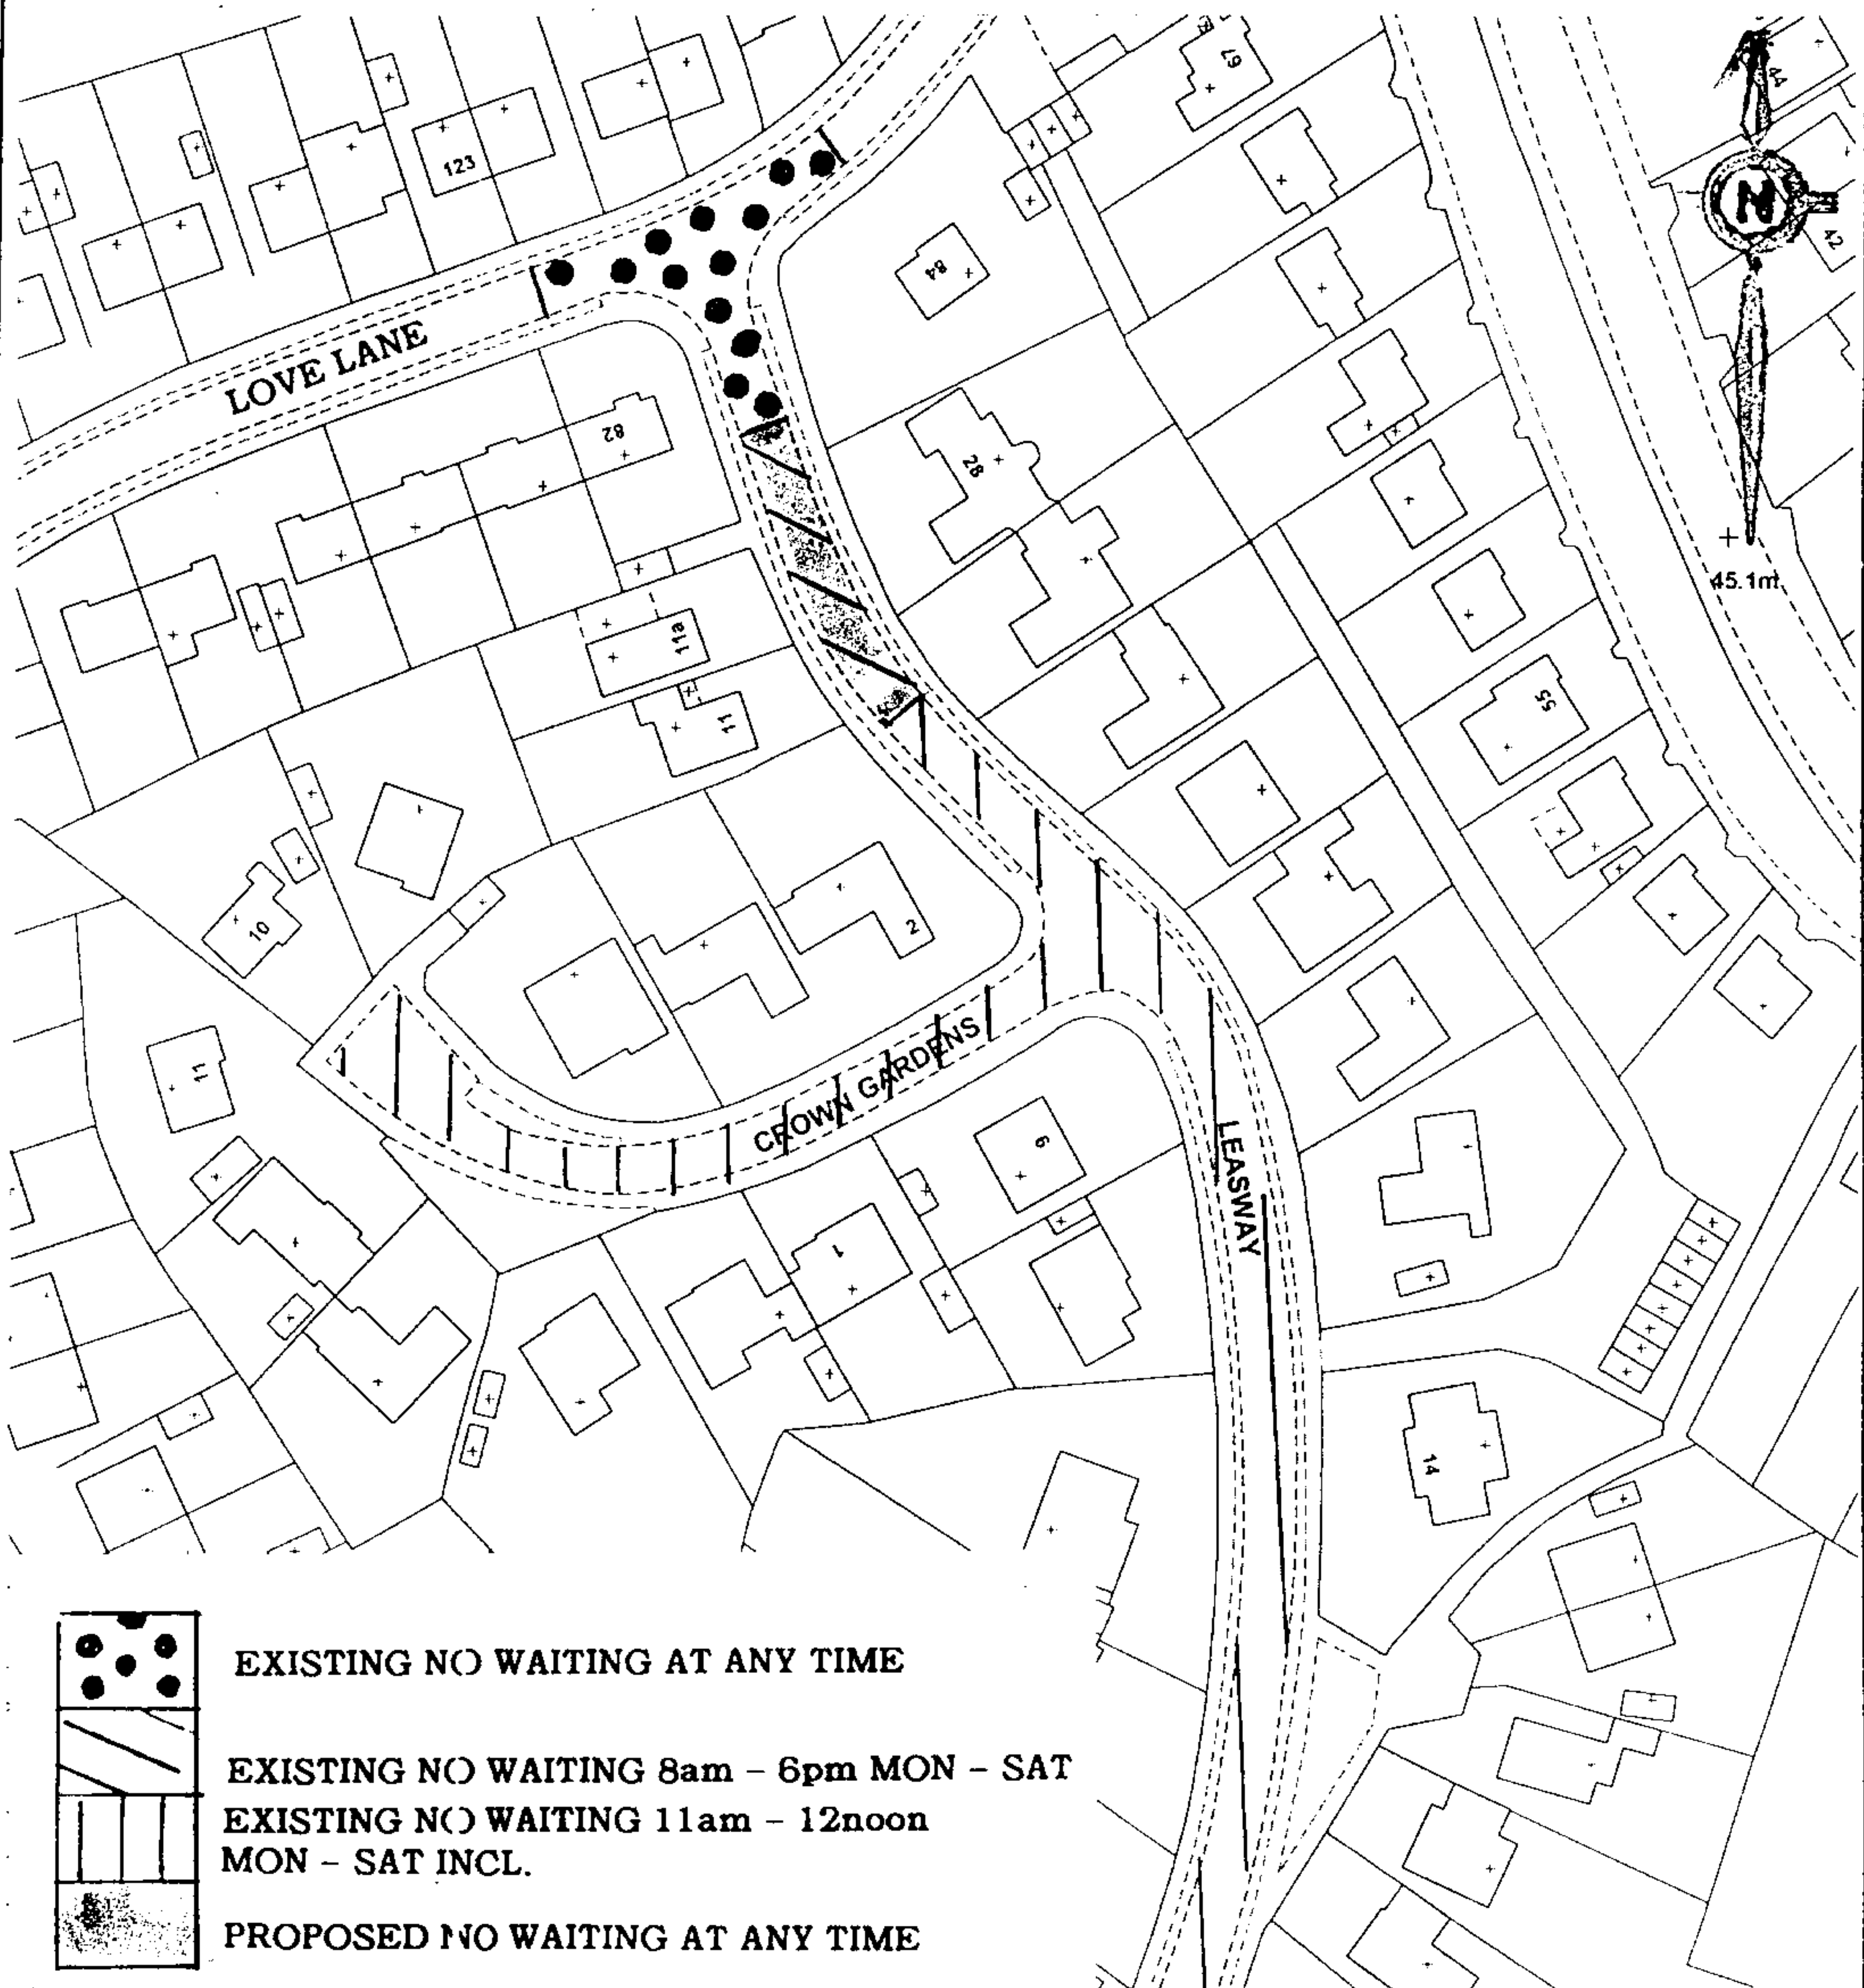 67
44
123
N
84
42
LOVE LANE
82
28
45.1m
11a
55
11
10
2
11
CROWN GARDENS
6
LEASWAY
1
14
EXISTING NO WAITING AT ANY TIME
EXISTING NO WAITING 8am – 6pm MON – SAT
EXISTING NO WAITING 11am – 12noon
MON – SAT INCL.
PROPOSED NO WAITING AT ANY TIME